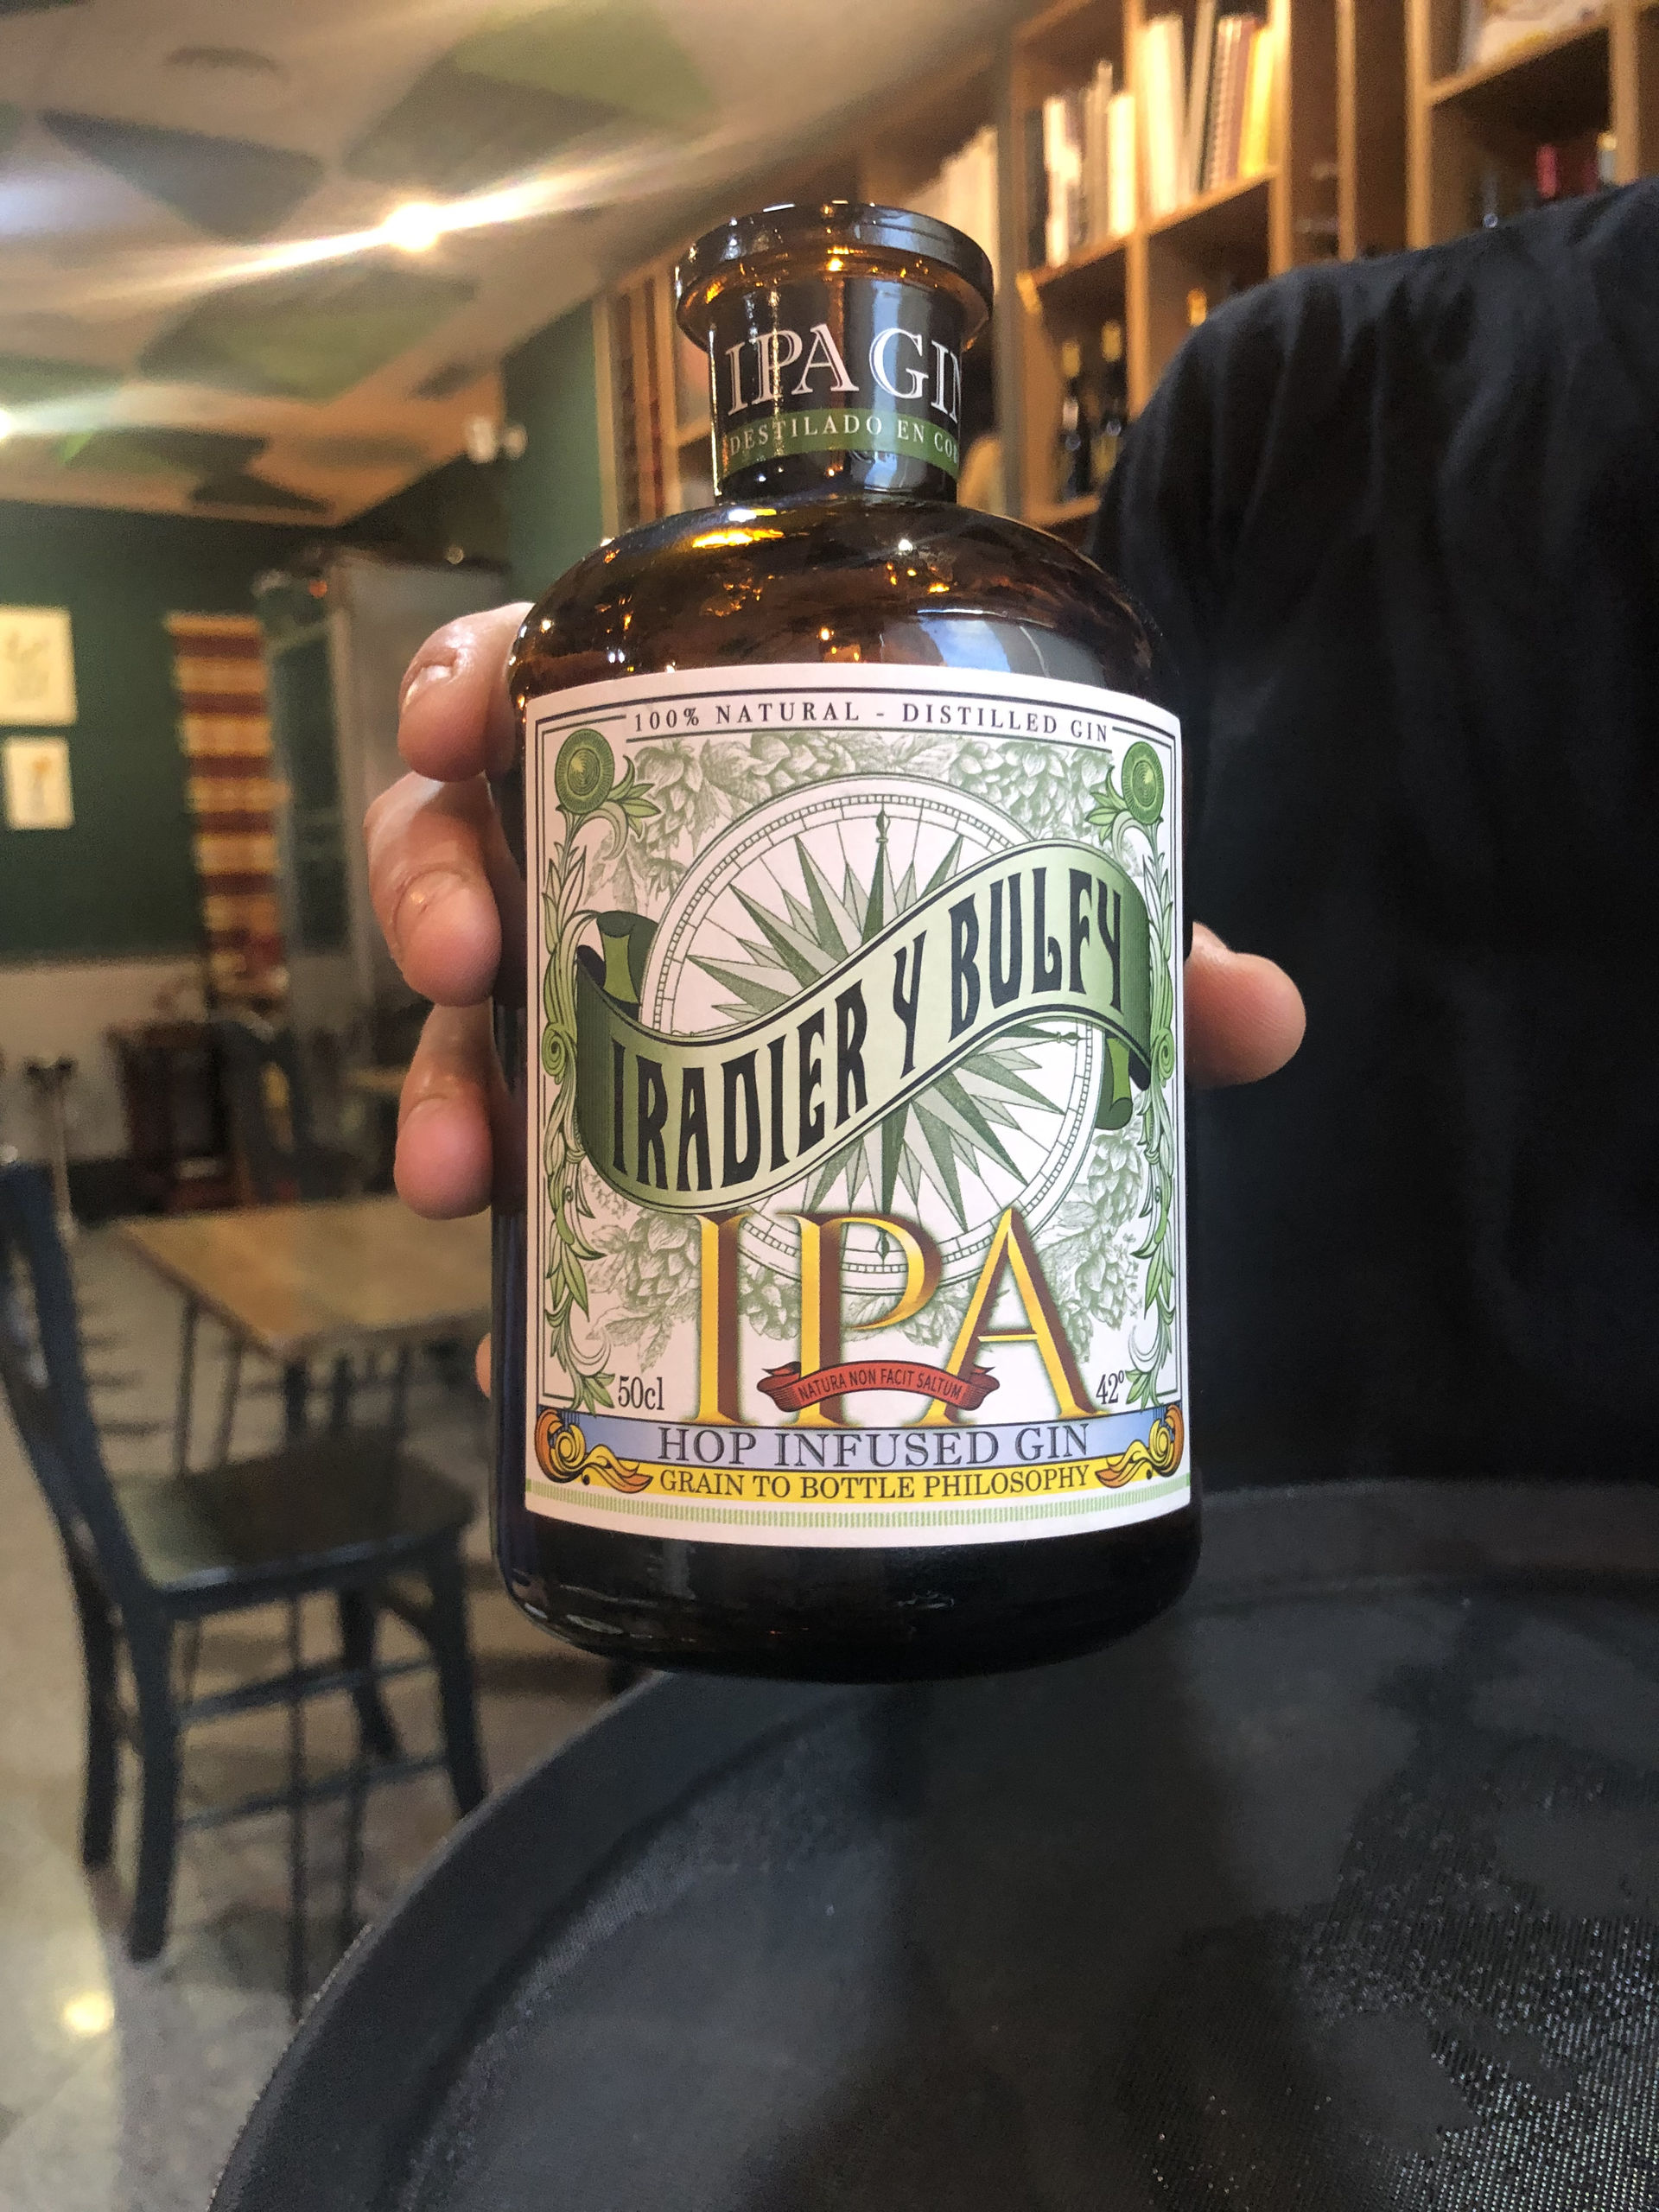 IPA GIN
DESTILADO EN
100% NATURAL - DISTILLED GIN
IRADIER Y BULFY
IPA
NATURA NON FACIT SALTUM
50cl
42º
HOP INFUSED GIN
GRAIN TO BOTTLE PHILOSOPHY